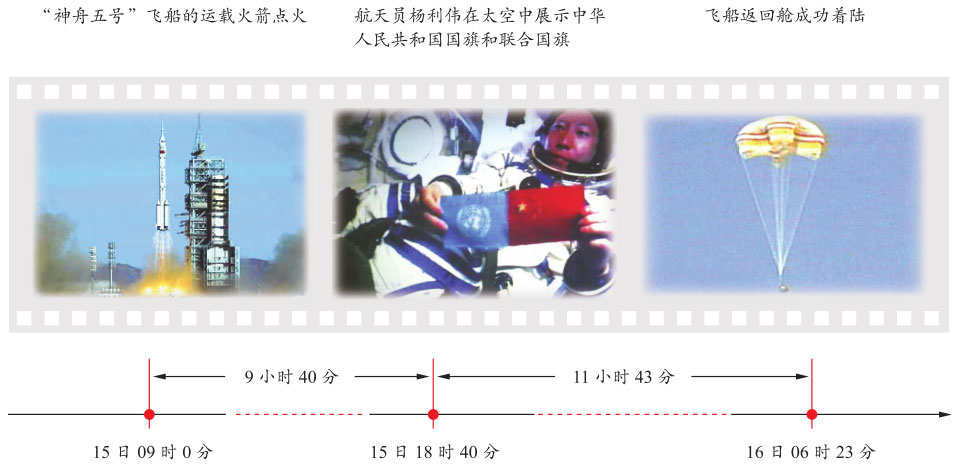 “神舟五号”飞船的运载火箭点火
航天员杨利伟在太空中展示中华
人民共和国国旗和联合国旗
飞船返回舱成功着陆
9 小时 40 分
11 小时 43 分
15 日 09 时 0 分
15 日 18 时 40 分
16 日 06 时 23 分